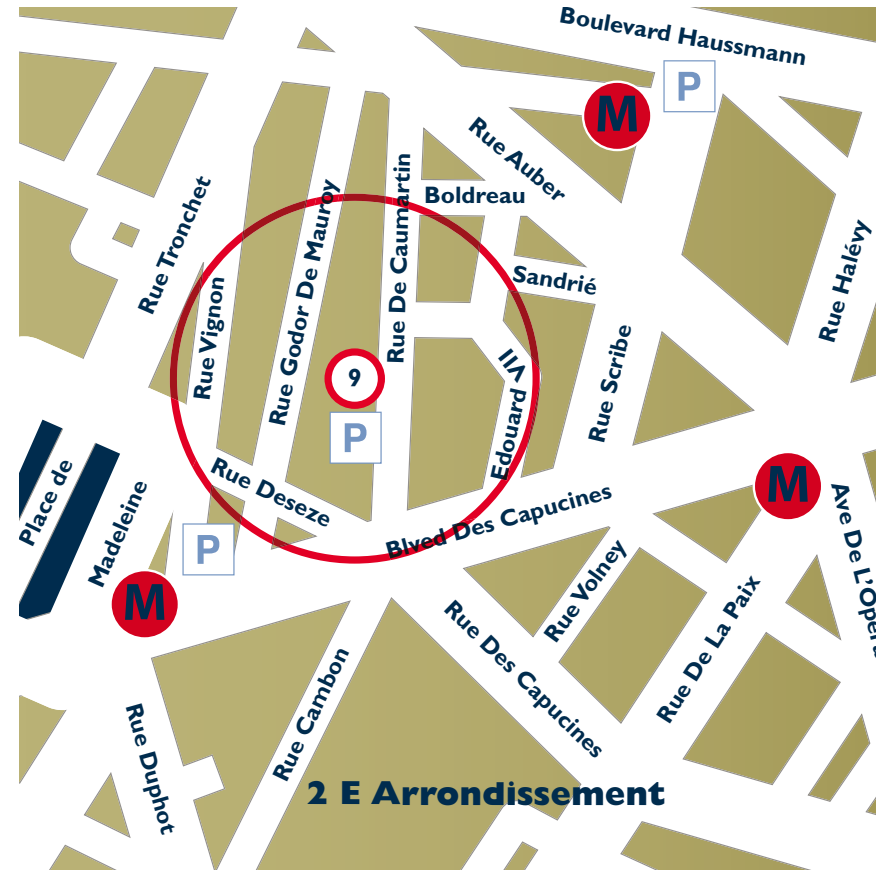 Boulevard Haussmann
P
M
Rue Auber
Boldreau
Rue Tronchet
Rue Godor De Mauroy
Rue De Caumartin
Sandrié
Rue Halévy
Rue Vignon
Rue Scribe
Edouard VII
9
P
Rue Deseze
Blved Des Capucines
M
Place de
Madeleine
P
M
Ave De L'Opera
Rue Volney
Rue De La Paix
Rue Des Capucines
Rue Cambon
Rue Duphot
2 E Arrondissement